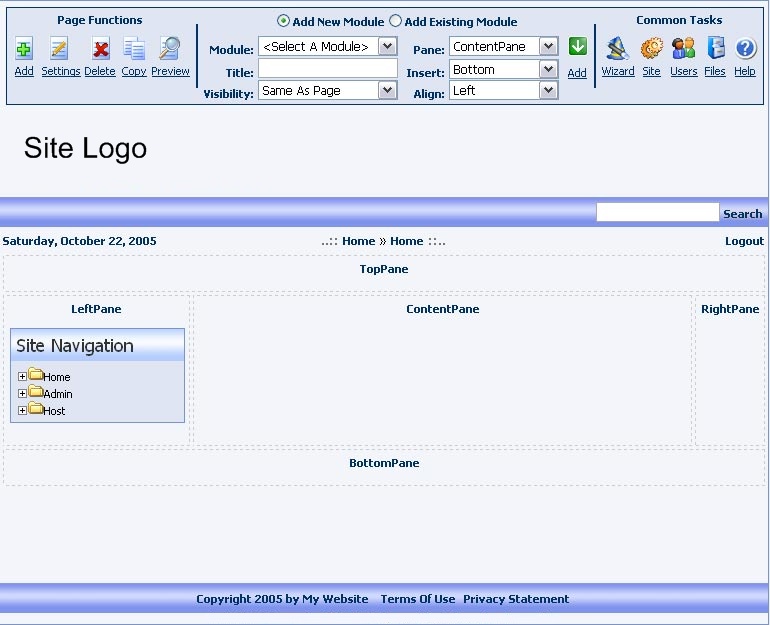 Page Functions
Add Settings Delete Copy Preview
Add New Module Add Existing Module
Module: <Select A Module> Pane: ContentPane
Title: Insert: Bottom Add
Visibility: Same As Page Align: Left
Common Tasks
Wizard Site Users Files Help
Site Logo
Search
Saturday, October 22, 2005 ..:: Home » Home ::.. Logout
TopPane
LeftPane ContentPane RightPane
Site Navigation
Home
Admin
Host
BottomPane
Copyright 2005 by My Website Terms Of Use Privacy Statement